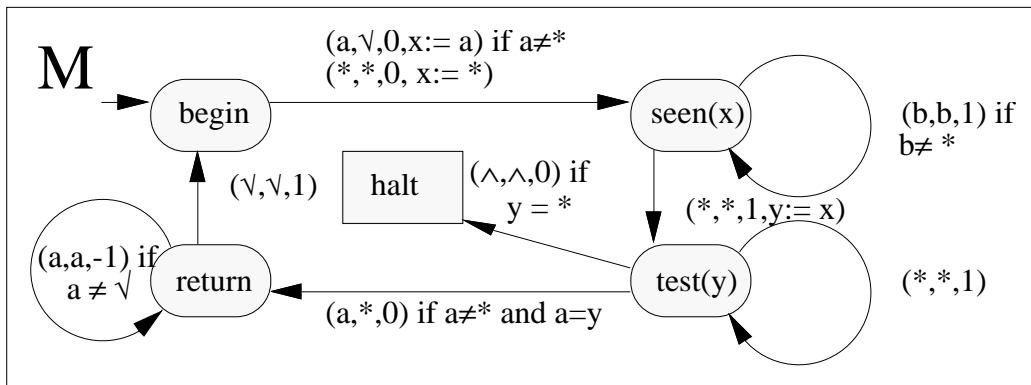 M
(a,√,0,x:= a) if a≠*
(*,*,0, x:= *)
begin
seen(x)
(b,b,1) if
b≠ *
(√,√,1)
halt
(∧,∧,0) if
y = *
(*,*,1,y:= x)
(a,a,-1) if
a ≠ √
return
test(y)
(*,*,1)
(a,*,0) if a≠* and a=y